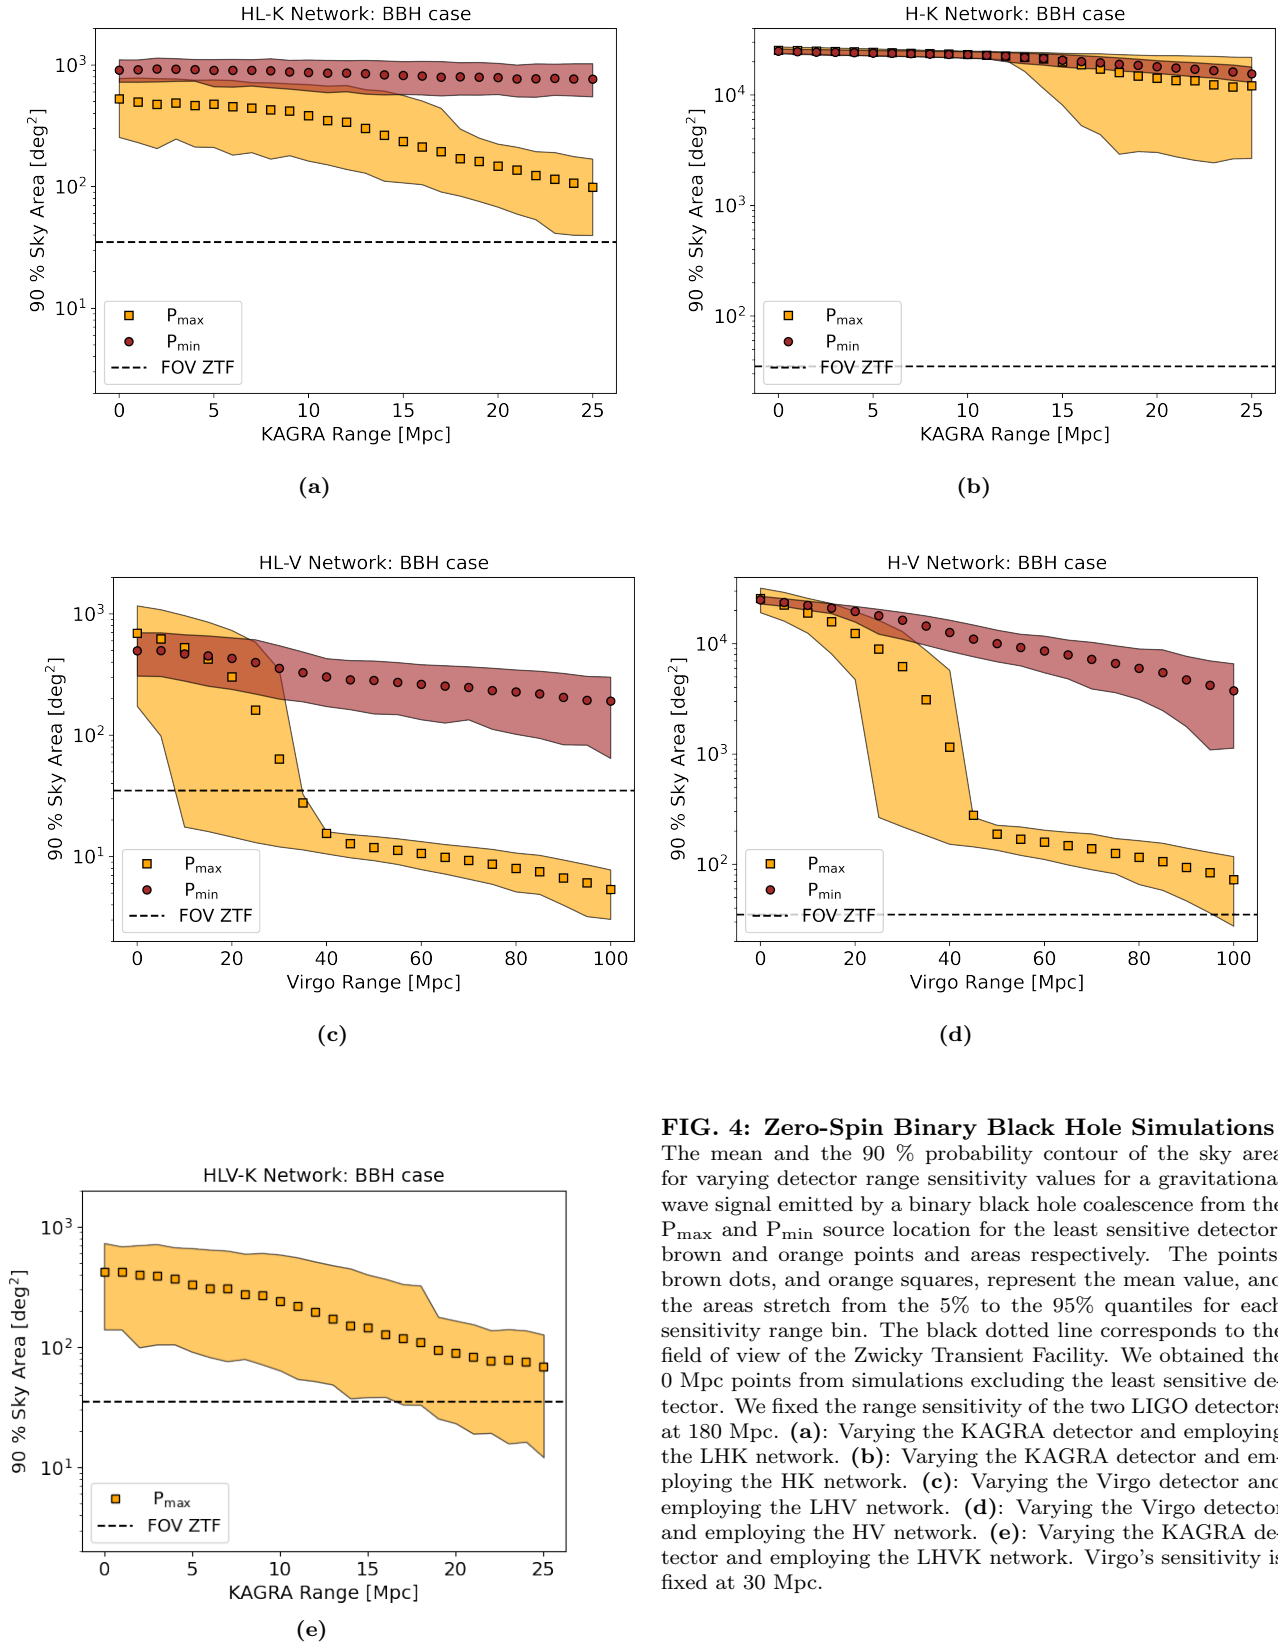 HL-K Network: BBH case
90 % Sky Area [deg²]
10³
10²
10¹
P_max
P_min
FOV ZTF
0 5 10 15 20 25
KAGRA Range [Mpc]
(a)
H-K Network: BBH case
90 % Sky Area [deg²]
10⁴
10³
10²
P_max
P_min
FOV ZTF
0 5 10 15 20 25
KAGRA Range [Mpc]
(b)
HL-V Network: BBH case
90 % Sky Area [deg²]
10³
10²
10¹
P_max
P_min
FOV ZTF
0 20 40 60 80 100
Virgo Range [Mpc]
(c)
H-V Network: BBH case
90 % Sky Area [deg²]
10⁴
10³
10²
P_max
P_min
FOV ZTF
0 20 40 60 80 100
Virgo Range [Mpc]
(d)
HLV-K Network: BBH case
90 % Sky Area [deg²]
10³
10²
10¹
P_max
FOV ZTF
0 5 10 15 20 25
KAGRA Range [Mpc]
(e)
FIG. 4: Zero-Spin Binary Black Hole Simulations
The mean and the 90 % probability contour of the sky area
for varying detector range sensitivity values for a gravitationa
wave signal emitted by a binary black hole coalescence from the
P_max and P_min source location for the least sensitive detector
brown and orange points and areas respectively. The points
brown dots, and orange squares, represent the mean value, and
the areas stretch from the 5% to the 95% quantiles for each
sensitivity range bin. The black dotted line corresponds to the
field of view of the Zwicky Transient Facility. We obtained the
0 Mpc points from simulations excluding the least sensitive de-
tector. We fixed the range sensitivity of the two LIGO detectors
at 180 Mpc. (a): Varying the KAGRA detector and employing
the LHK network. (b): Varying the KAGRA detector and em-
ploying the HK network. (c): Varying the Virgo detector and
employing the LHV network. (d): Varying the Virgo detector
and employing the HV network. (e): Varying the KAGRA de-
tector and employing the LHVK network. Virgo's sensitivity is
fixed at 30 Mpc.